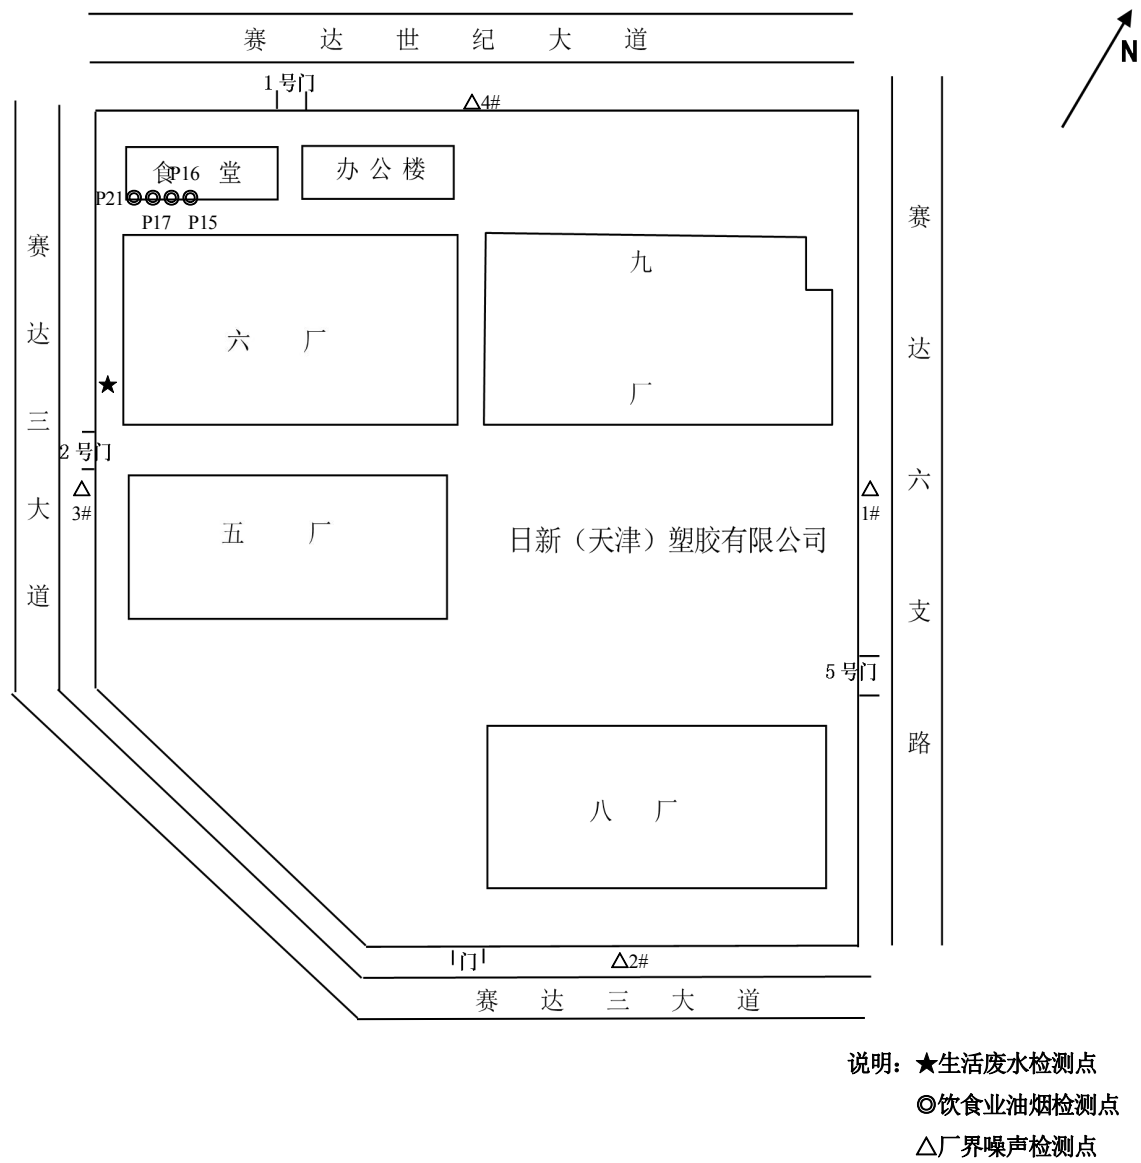 赛达世纪大道
N
1号门
△4#
食堂
P16
办公楼
P21
P17
P15
赛达三大道
九厂
赛达六支路
六厂
★
2号门
△
3#
五厂
日新（天津）塑胶有限公司
△
1#
5号门
八厂
门
△2#
赛达三大道
说明：★生活废水检测点
◎饮食业油烟检测点
△厂界噪声检测点